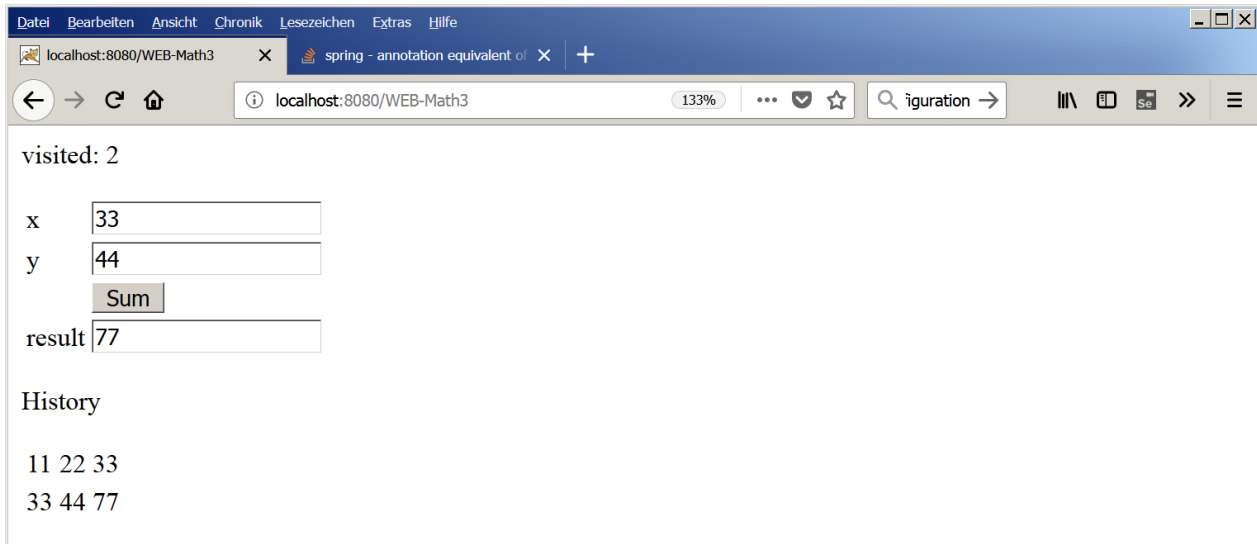 Datei Bearbeiten Ansicht Chronik Lesezeichen Extras Hilfe
localhost:8080/WEB-Math3 spring - annotation equivalent of
localhost:8080/WEB-Math3 133% iguration Se
visited: 2
x 33
y 44
Sum
result 77
History
11 22 33
33 44 77